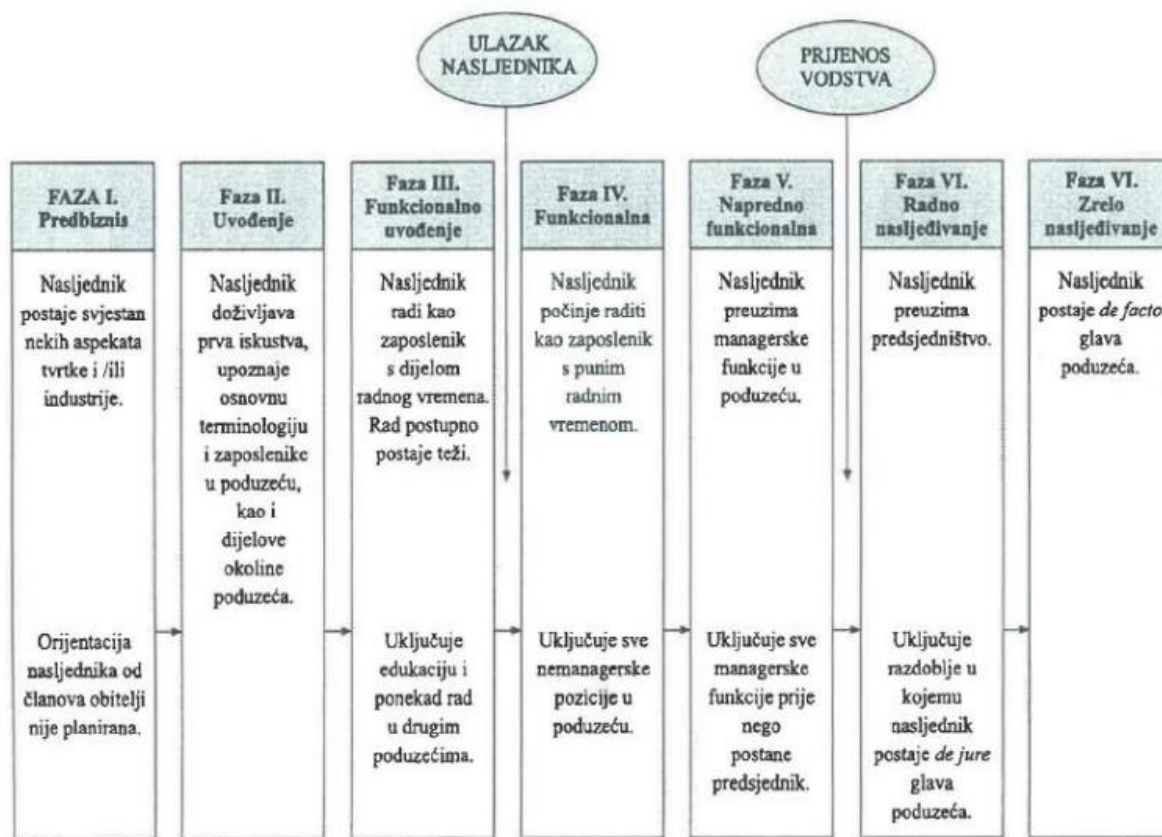 ULAZAK
NASLJEDNIKA
PRIJENOS
VODSTVA
FAZA I.
Predbiznis
Nasljednik
postaje svjestan
nekih aspekata
tvrtke i /ili
industrije.
Orijentacija
nasljednika od
članova obitelji
nije planirana.
Faza II.
Uvođenje
Nasljednik
doživljava
prva iskustva,
upoznaje
osnovnu
terminologiju
i zaposlenike
u poduzeću,
kao i
dijelove
okoline
poduzeća.
Faza III.
Funkcionalno
uvođenje
Nasljednik
radi kao
zaposlenik
s dijelom
radnog vremena.
Rad postupno
postaje teži.
Uključuje
edukaciju i
ponekad rad
u drugim
poduzećima.
Faza IV.
Funkcionalna
Nasljednik
počinje raditi
kao zaposlenik
s punim
radnim
vremenom.
Uključuje sve
nemanagerske
pozicije u
poduzeću.
Faza V.
Napredno
funkcionalna
Nasljednik
preuzima
managerske
funkcije u
poduzeću.
Uključuje sve
managerske
funkcije prije
nego
postane
predsjednik.
Faza VI.
Radno
nasljeđivanje
Nasljednik
preuzima
predsjedništvo.
Uključuje
razdoblje u
kojemu
nasljednik
postaje de jure
glava
poduzeća.
Faza VI.
Zrelo
nasljeđivanje
Nasljednik
postaje de facto
glava
poduzeća.